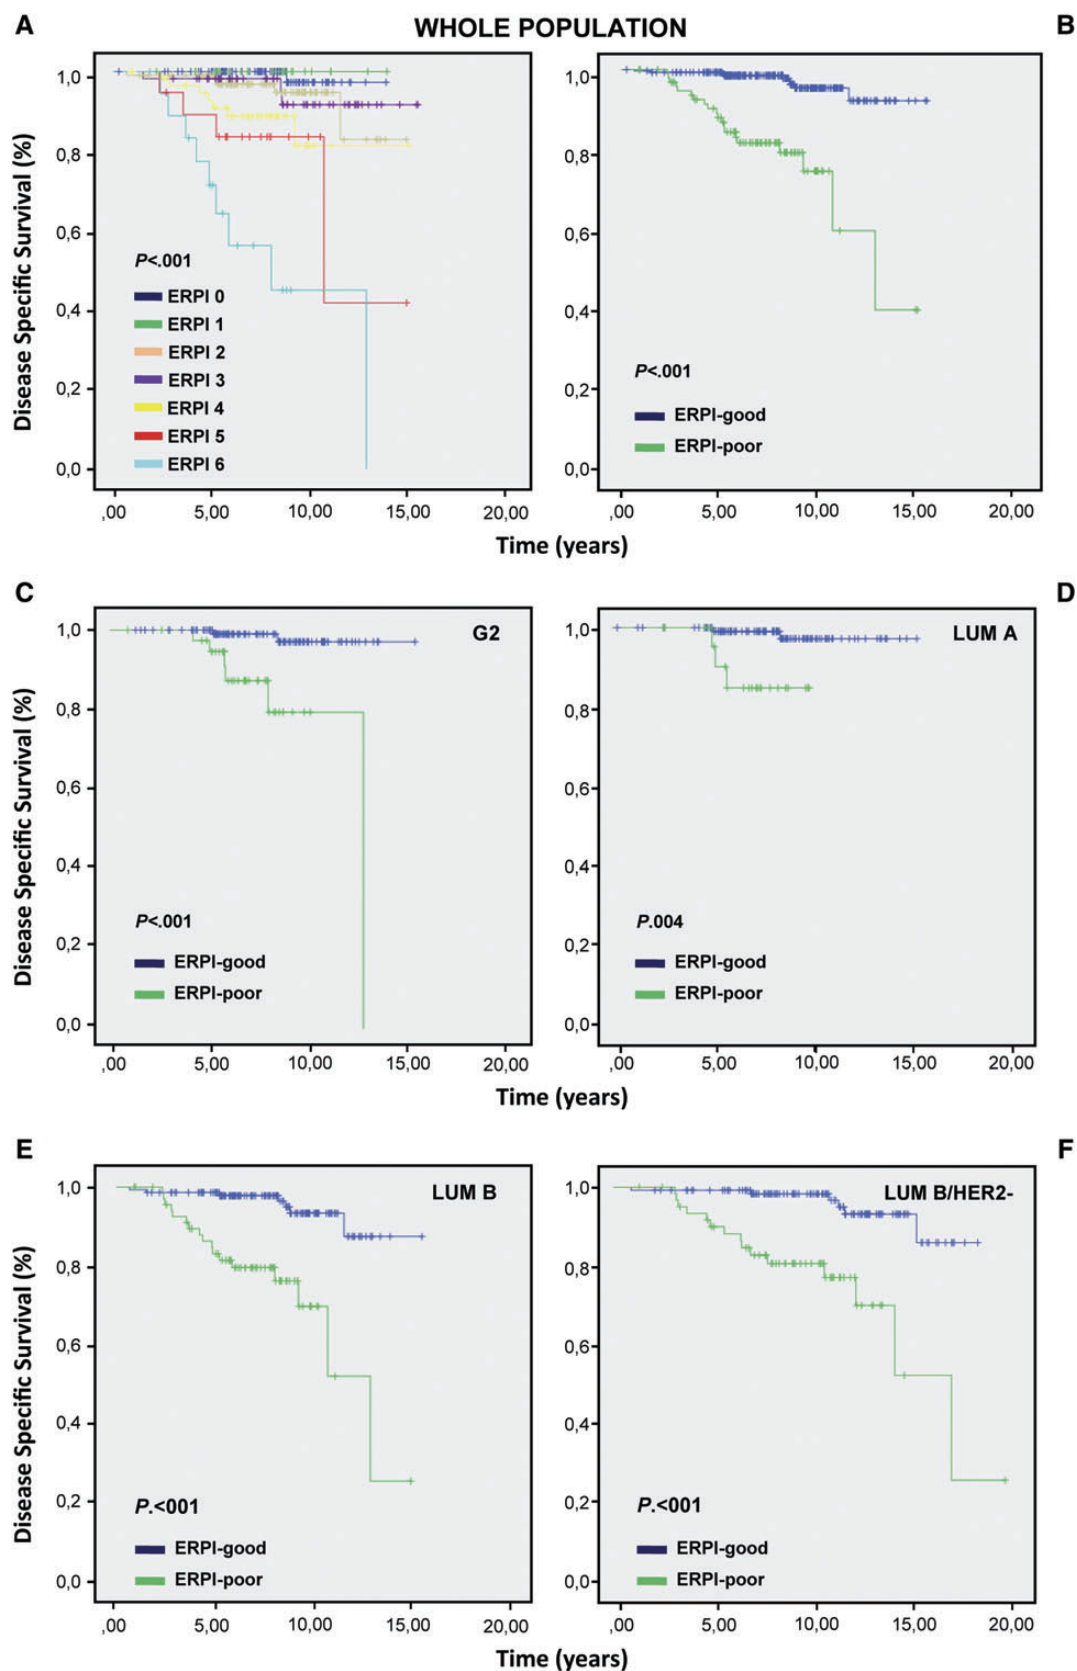 A
WHOLE POPULATION
B
Disease Specific Survival (%)
1,0
0,8
0,6
0,4
0,2
0,0
P<.001
ERPI 0
ERPI 1
ERPI 2
ERPI 3
ERPI 4
ERPI 5
ERPI 6
,00 5,00 10,00 15,00 20,00
1,0
0,8
0,6
0,4
0,2
0,0
P<.001
ERPI-good
ERPI-poor
,00 5,00 10,00 15,00 20,00
Time (years)
C
D
Disease Specific Survival (%)
1,0
0,8
0,6
0,4
0,2
0,0
G2
P<.001
ERPI-good
ERPI-poor
,00 5,00 10,00 15,00 20,00
1,0
0,8
0,6
0,4
0,2
0,0
LUM A
P.004
ERPI-good
ERPI-poor
,00 5,00 10,00 15,00 20,00
Time (years)
E
F
Disease Specific Survival (%)
1,0
0,8
0,6
0,4
0,2
0,0
LUM B
P.<001
ERPI-good
ERPI-poor
,00 5,00 10,00 15,00 20,00
1,0
0,8
0,6
0,4
0,2
0,0
LUM B/HER2-
P.<001
ERPI-good
ERPI-poor
,00 5,00 10,00 15,00 20,00
Time (years)